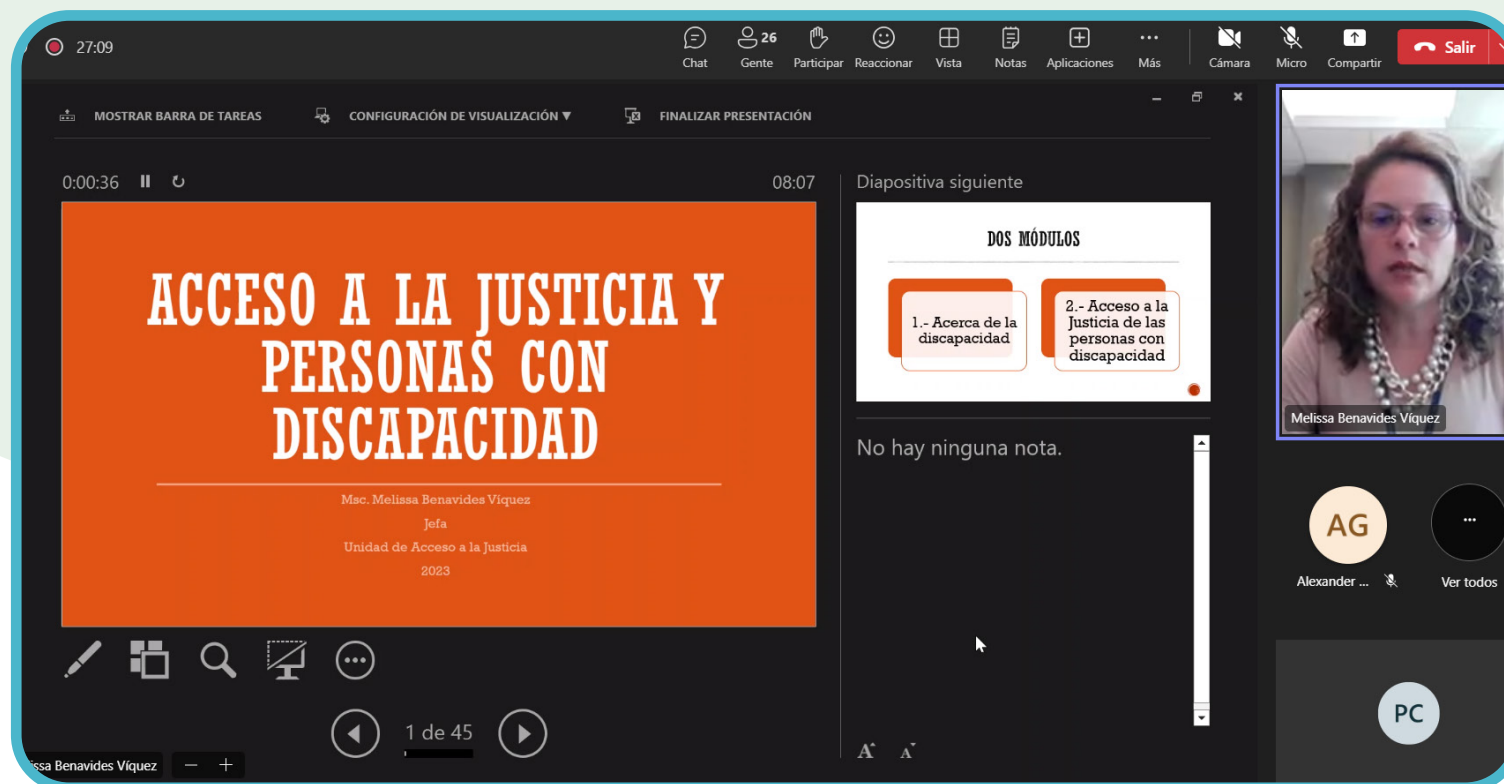 27:09
Chat
26
Gente
Participar
Reaccionar
Vista
Notas
Aplicaciones
Más
Cámara
Micro
Compartir
Salir
MOSTRAR BARRA DE TAREAS
CONFIGURACIÓN DE VISUALIZACIÓN ▼
FINALIZAR PRESENTACIÓN
0:00:36
08:07
ACCESO A LA JUSTICIA Y
PERSONAS CON
DISCAPACIDAD
Msc. Melissa Benavides Víquez
Jefa
Unidad de Acceso a la Justicia
2023
1 de 45
Diapositiva siguiente
DOS MÓDULOS
1.- Acerca de la
discapacidad
2.- Acceso a la
Justicia de las
personas con
discapacidad
No hay ninguna nota.
A A
Melissa Benavides Víquez
AG
Alexander ...
Ver todos
PC
issa Benavides Víquez